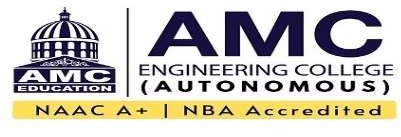 AMC
EDUCATION
AMC
ENGINEERING COLLEGE
(AUTONOMOUS)
NAAC A+ | NBA Accredited